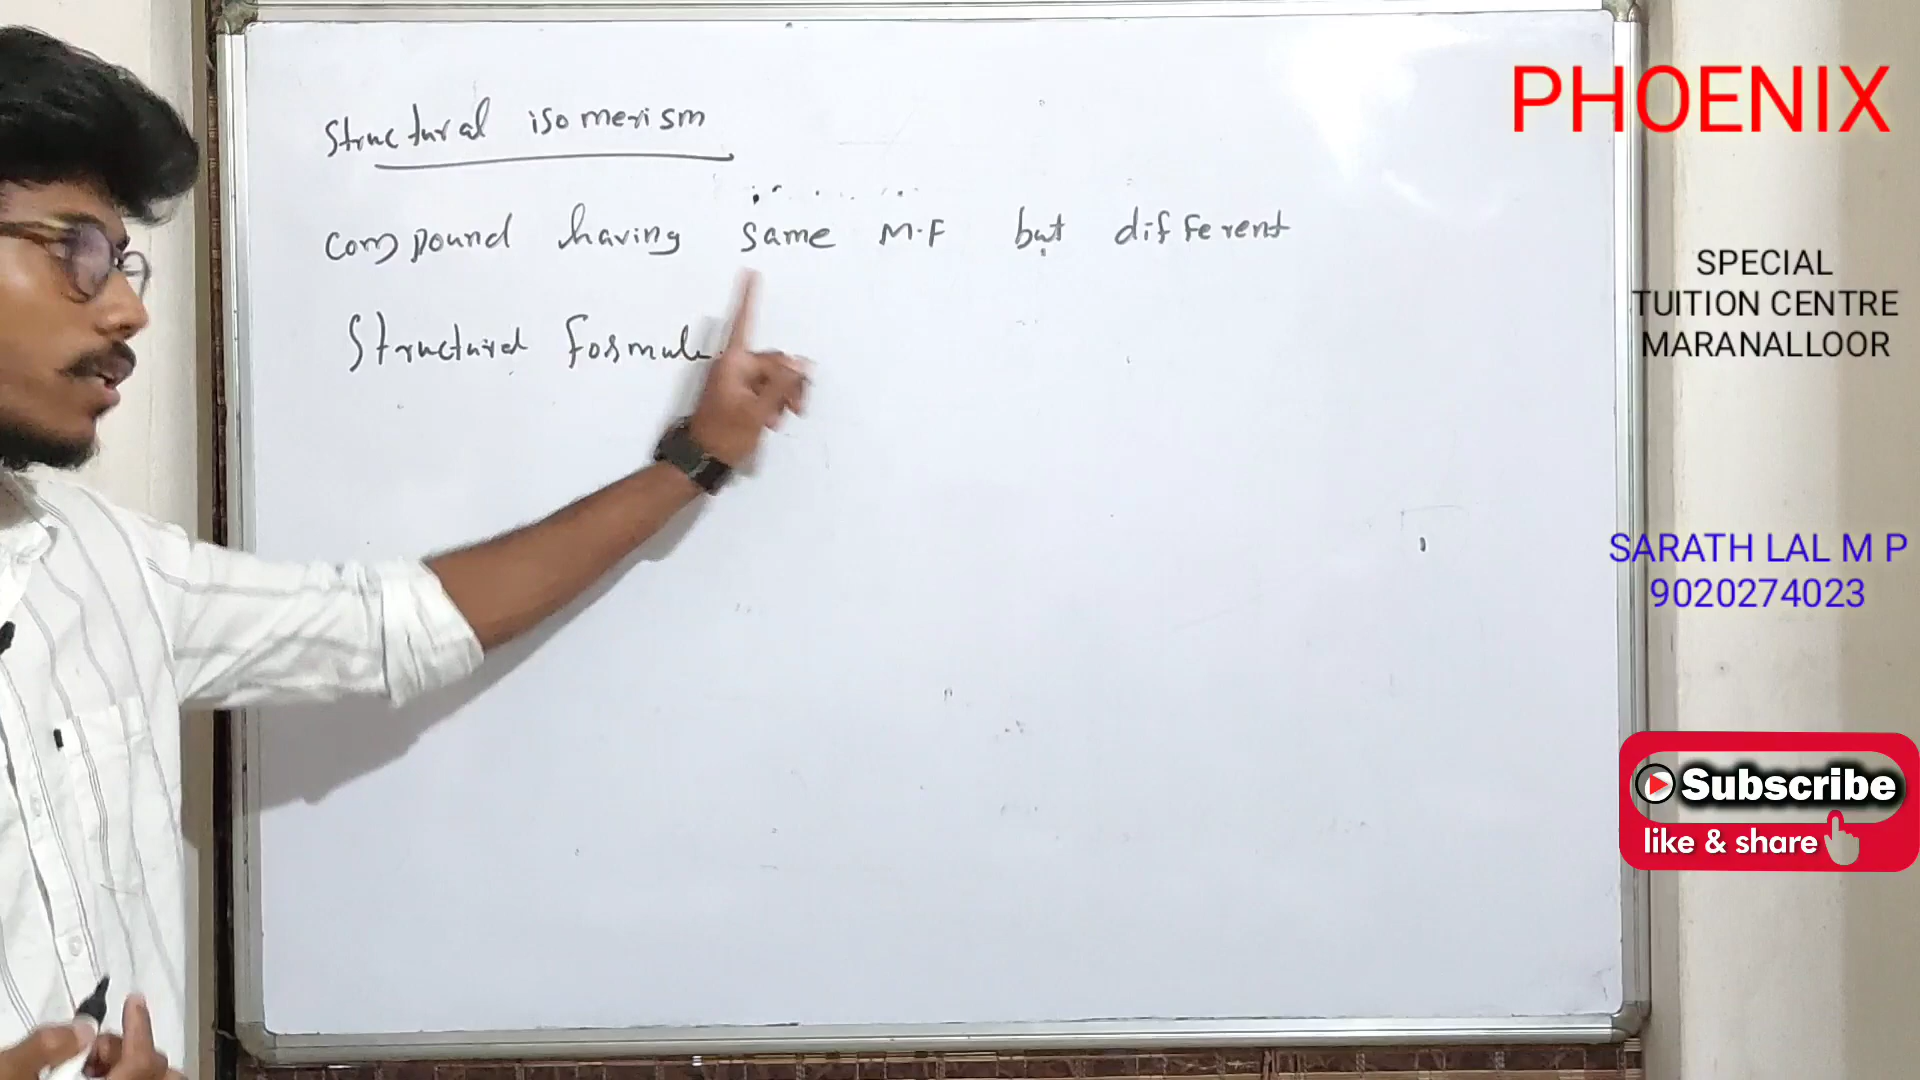 Structural isomerism
compound having same M.F but different
Structural formula
PHOENIX
SPECIAL
TUITION CENTRE
MARANALLOOR
SARATH LAL M P
9020274023
Subscribe
like & share